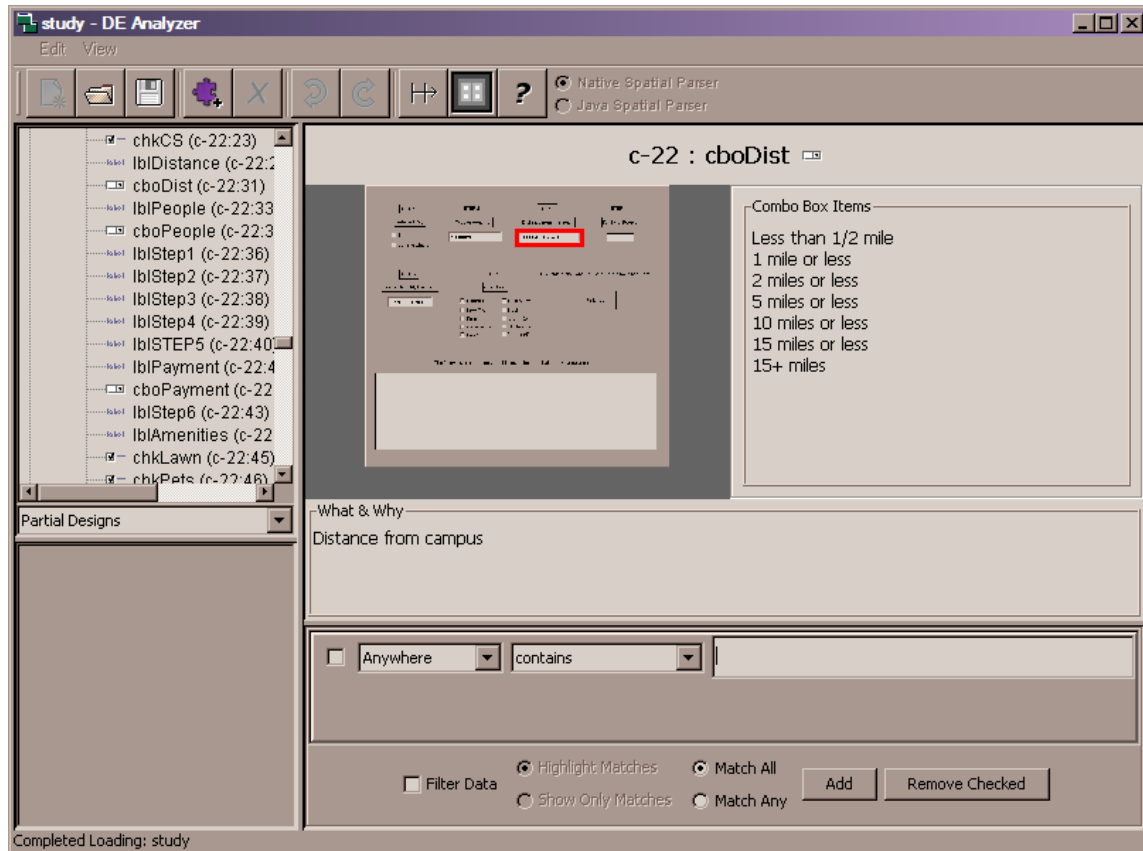 study - DE Analyzer
Edit View
Native Spatial Parser
Java Spatial Parser
chkCS (c-22:23)
lblDistance (c-22:2
cboDist (c-22:31)
lblPeople (c-22:33
cboPeople (c-22:3
lblStep1 (c-22:36)
lblStep2 (c-22:37)
lblStep3 (c-22:38)
lblStep4 (c-22:39)
lblSTEP5 (c-22:40)
lblPayment (c-22:4
cboPayment (c-22
lblStep6 (c-22:43)
lblAmenities (c-22
chkLawn (c-22:45)
chkPets (c-22:46)
Partial Designs
c-22 : cboDist
Combo Box Items
Less than 1/2 mile
1 mile or less
2 miles or less
5 miles or less
10 miles or less
15 miles or less
15+ miles
What & Why
Distance from campus
Anywhere
contains
Filter Data
Highlight Matches
Show Only Matches
Match All
Match Any
Add
Remove Checked
Completed Loading: study